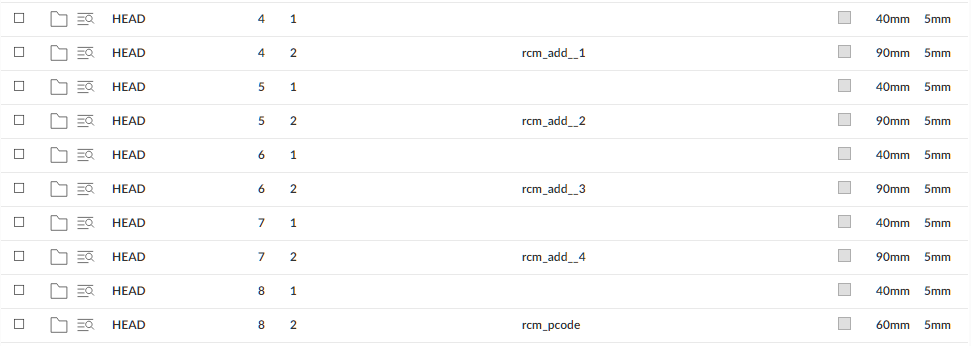 HEAD 4 1 40mm 5mm
HEAD 4 2 rcm_add__1 90mm 5mm
HEAD 5 1 40mm 5mm
HEAD 5 2 rcm_add__2 90mm 5mm
HEAD 6 1 40mm 5mm
HEAD 6 2 rcm_add__3 90mm 5mm
HEAD 7 1 40mm 5mm
HEAD 7 2 rcm_add__4 90mm 5mm
HEAD 8 1 40mm 5mm
HEAD 8 2 rcm_pcode 60mm 5mm